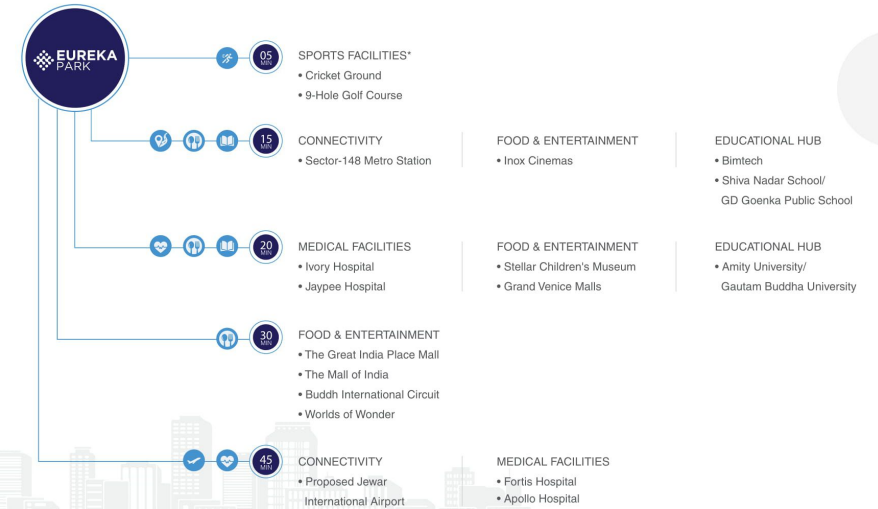 EUREKA
PARK
05
MIN
SPORTS FACILITIES*
• Cricket Ground
• 9-Hole Golf Course
15
MIN
CONNECTIVITY
• Sector-148 Metro Station
FOOD & ENTERTAINMENT
• Inox Cinemas
EDUCATIONAL HUB
• Bimtech
• Shiva Nadar School/
GD Goenka Public School
20
MIN
MEDICAL FACILITIES
• Ivory Hospital
• Jaypee Hospital
FOOD & ENTERTAINMENT
• Stellar Children's Museum
• Grand Venice Malls
EDUCATIONAL HUB
• Amity University/
Gautam Buddha University
30
MIN
FOOD & ENTERTAINMENT
• The Great India Place Mall
• The Mall of India
• Buddh International Circuit
• Worlds of Wonder
45
MIN
CONNECTIVITY
• Proposed Jewar
International Airport
MEDICAL FACILITIES
• Fortis Hospital
• Apollo Hospital